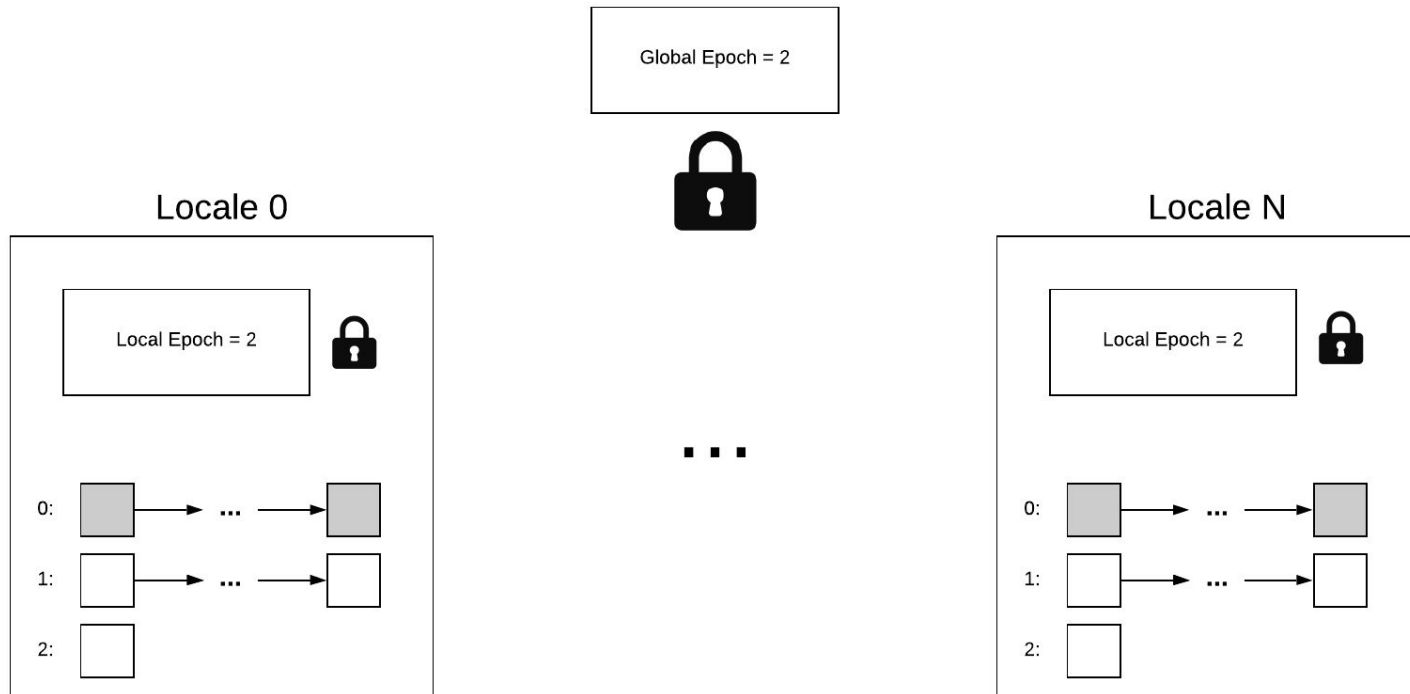 Global Epoch = 2
Locale 0
Local Epoch = 2
0:
...
1:
...
2:
...
Locale N
Local Epoch = 2
0:
...
1:
...
2: